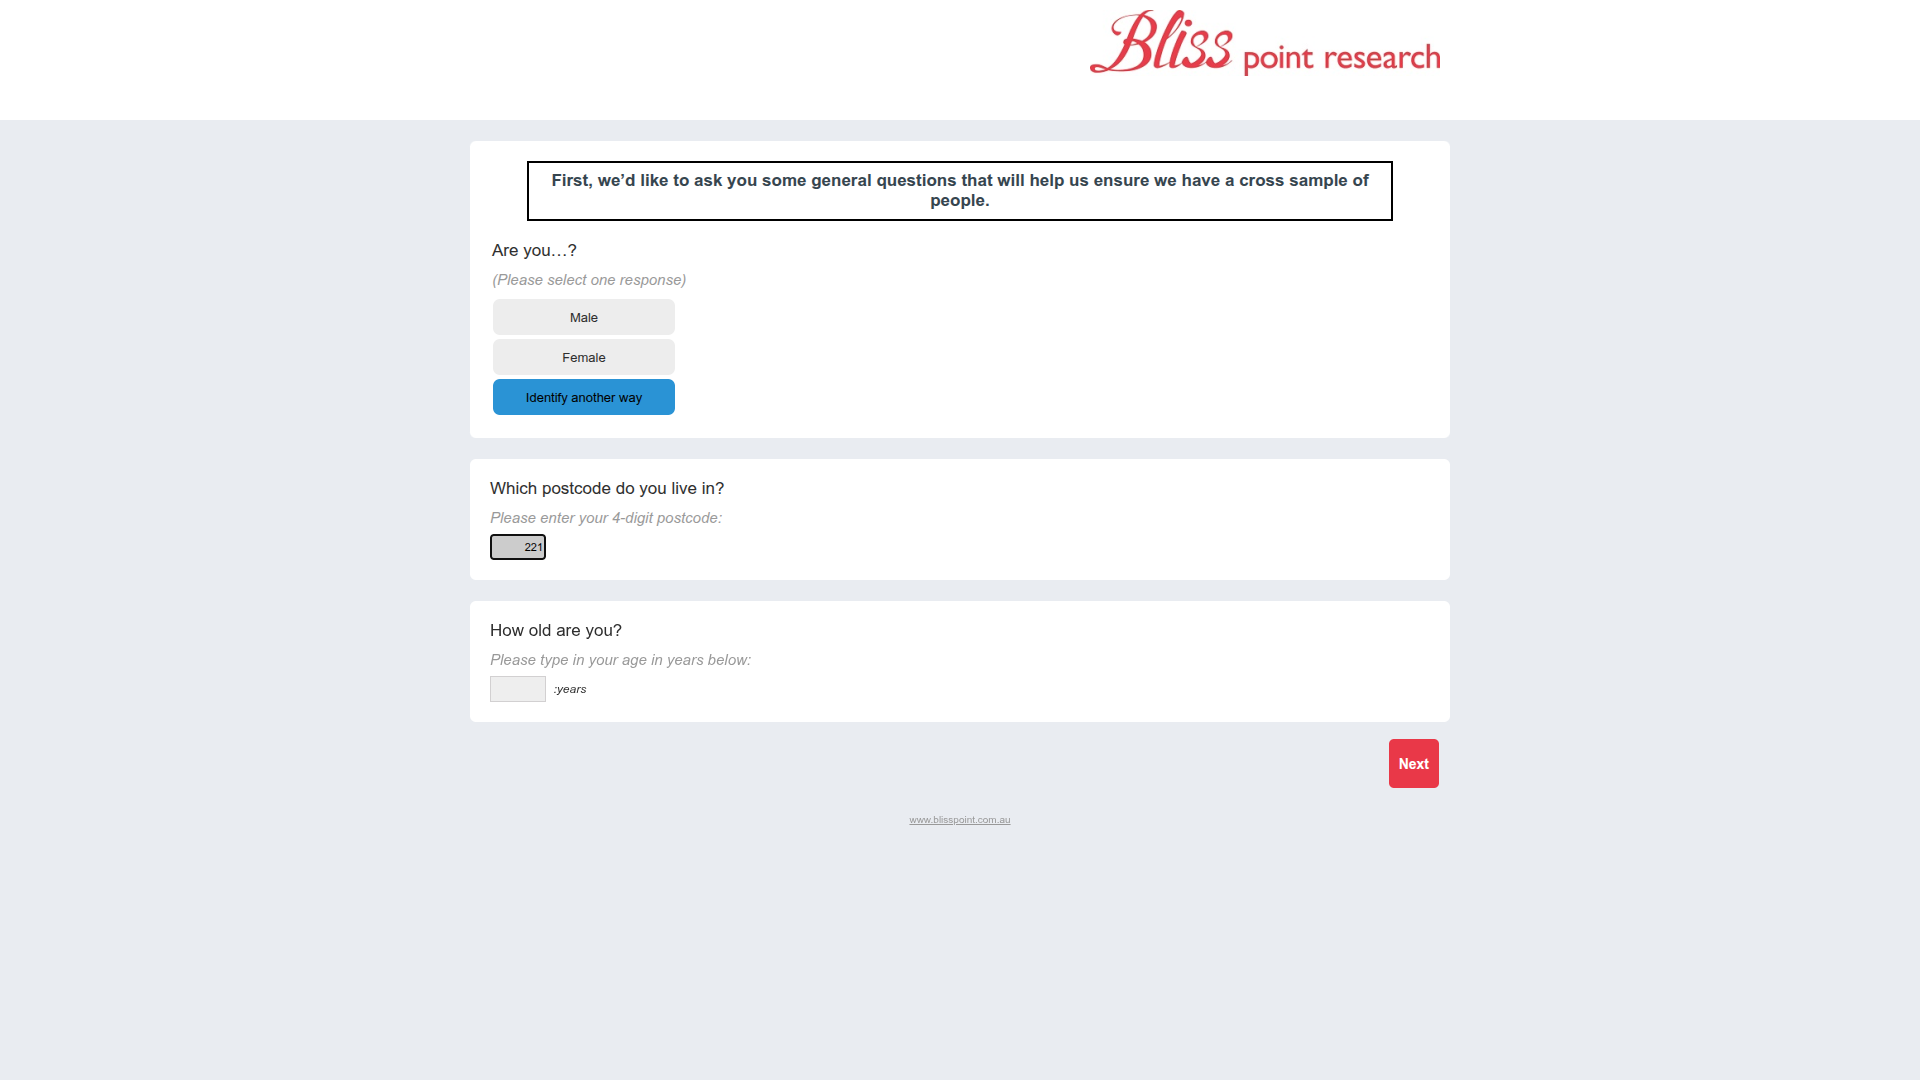 Bliss point research
First, we’d like to ask you some general questions that will help us ensure we have a cross sample of
people.
Are you…?
(Please select one response)
Male
Female
Identify another way
Which postcode do you live in?
Please enter your 4-digit postcode:
221
How old are you?
Please type in your age in years below:
:years
Next
www.blisspoint.com.au